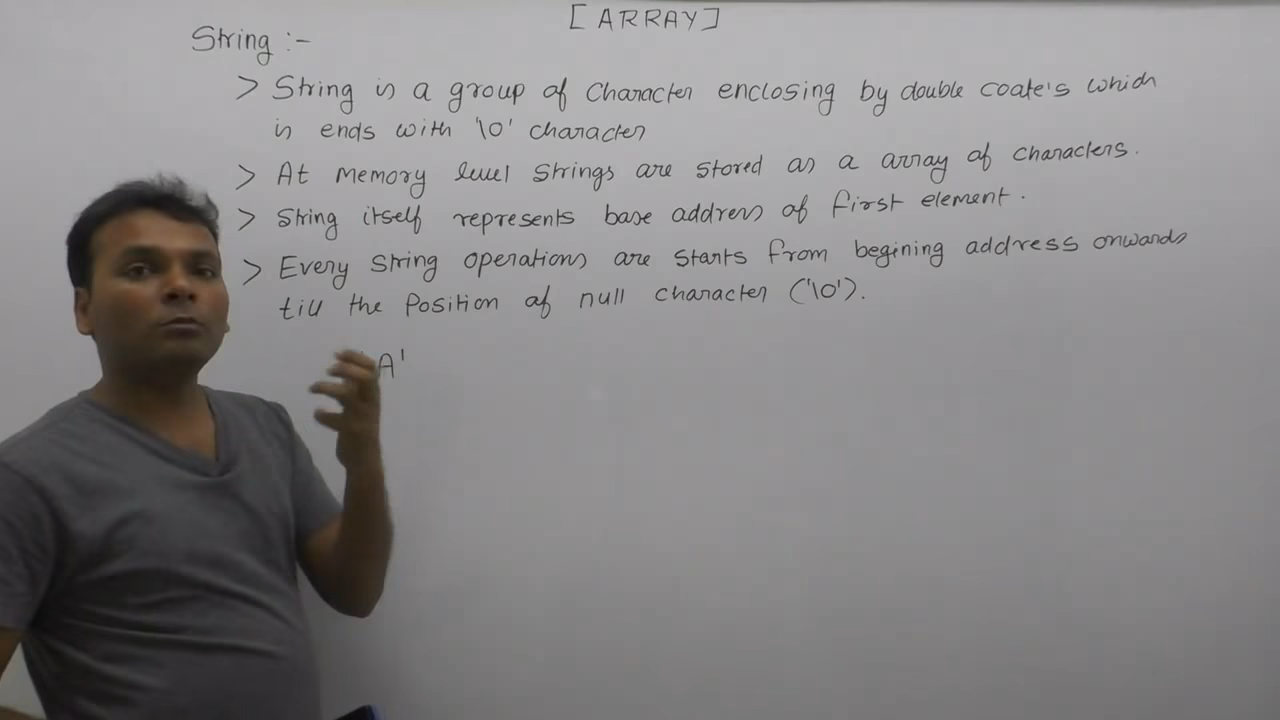 [ARRAY]
String :-
> String is a group of character enclosing by double coate's which
is ends with '\0' character
> At memory level strings are stored as a array of characters.
> String itself represents base address of first element.
> Every string operations are starts from begining address onwards
till the position of null character ('\0').
A'